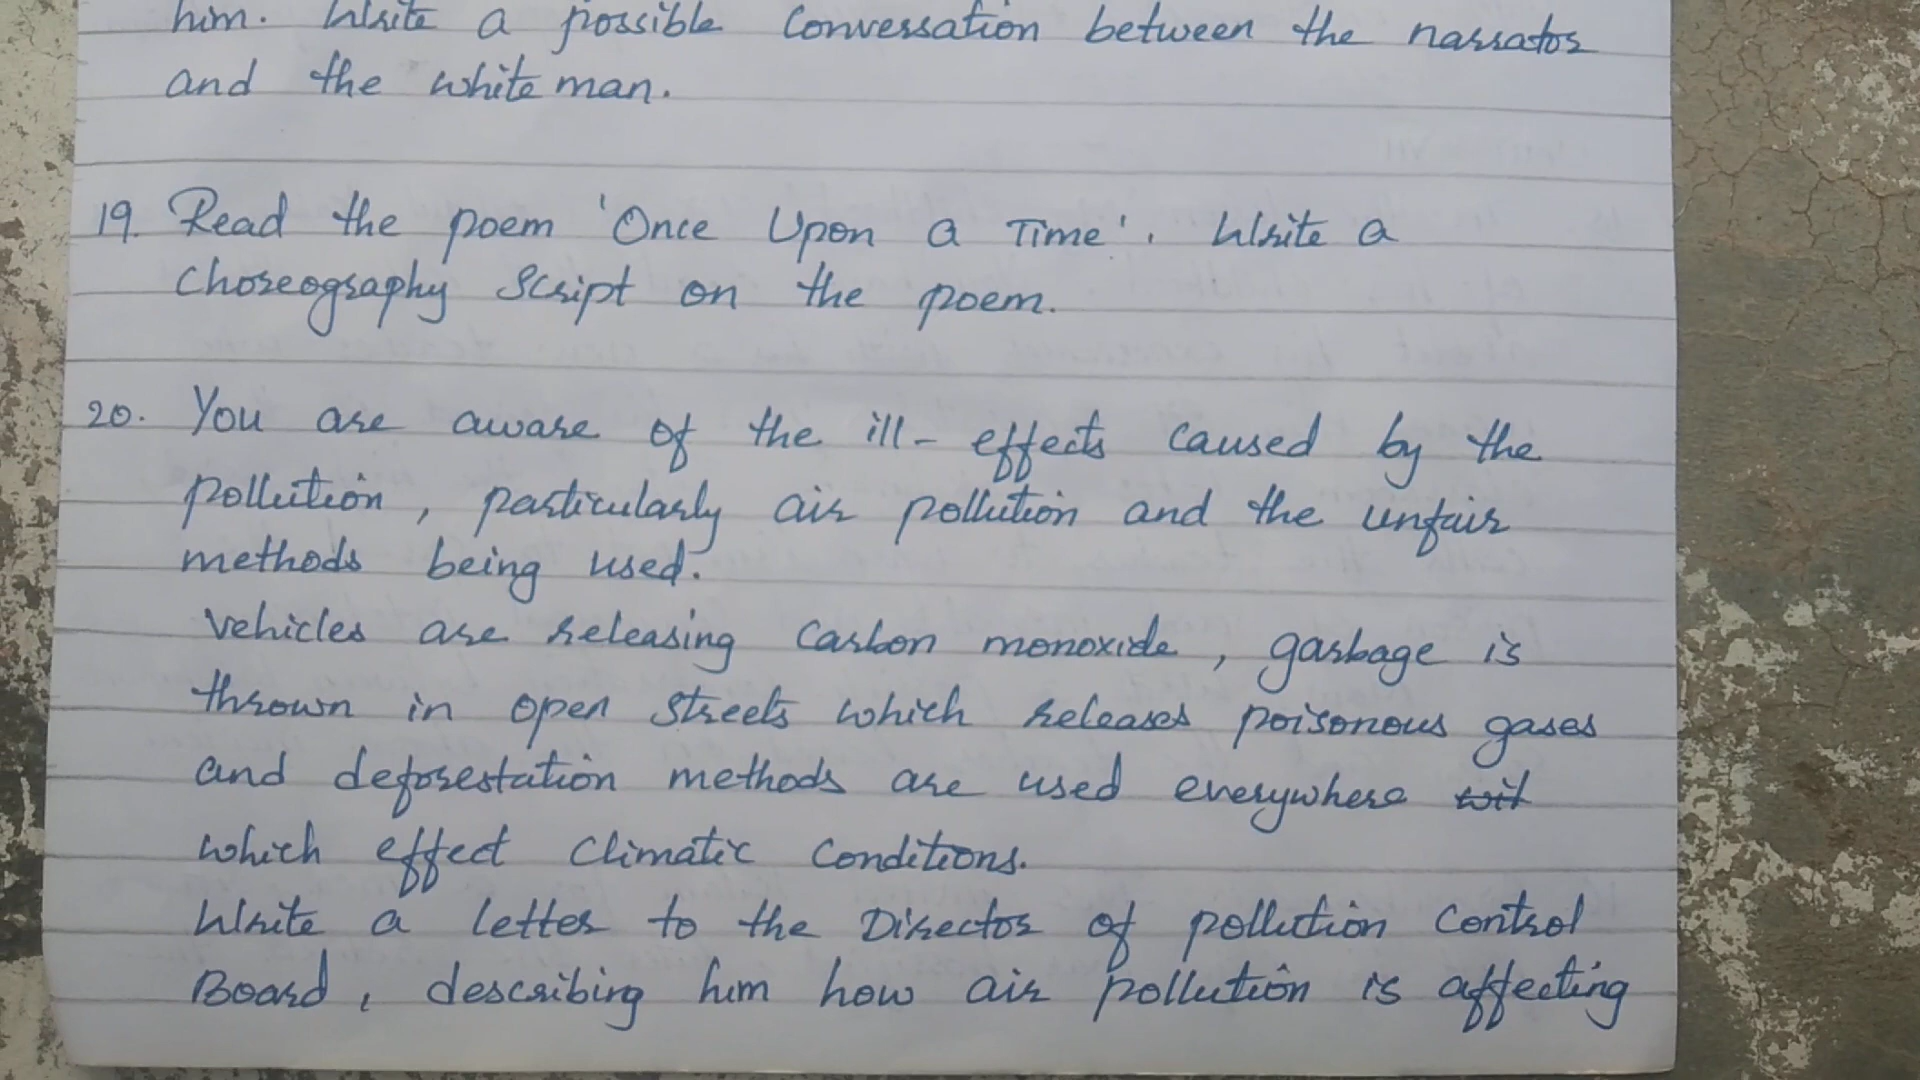 him. Write a possible Conversation between the narrator
and the white man.
19. Read the poem 'Once Upon a Time'. Write a
Choreography Script on the poem.
20. You are aware of the ill-effects caused by the
pollution, particularly air pollution and the unfair
methods being used.
Vehicles are releasing Carbon monoxide, garbage is
thrown in open streets which releases poisonous gases
and deforestation methods are used everywhere wit
which effect Climatic Conditions.
Write a letter to the Director of pollution Control
Board, describing him how air pollution is affecting